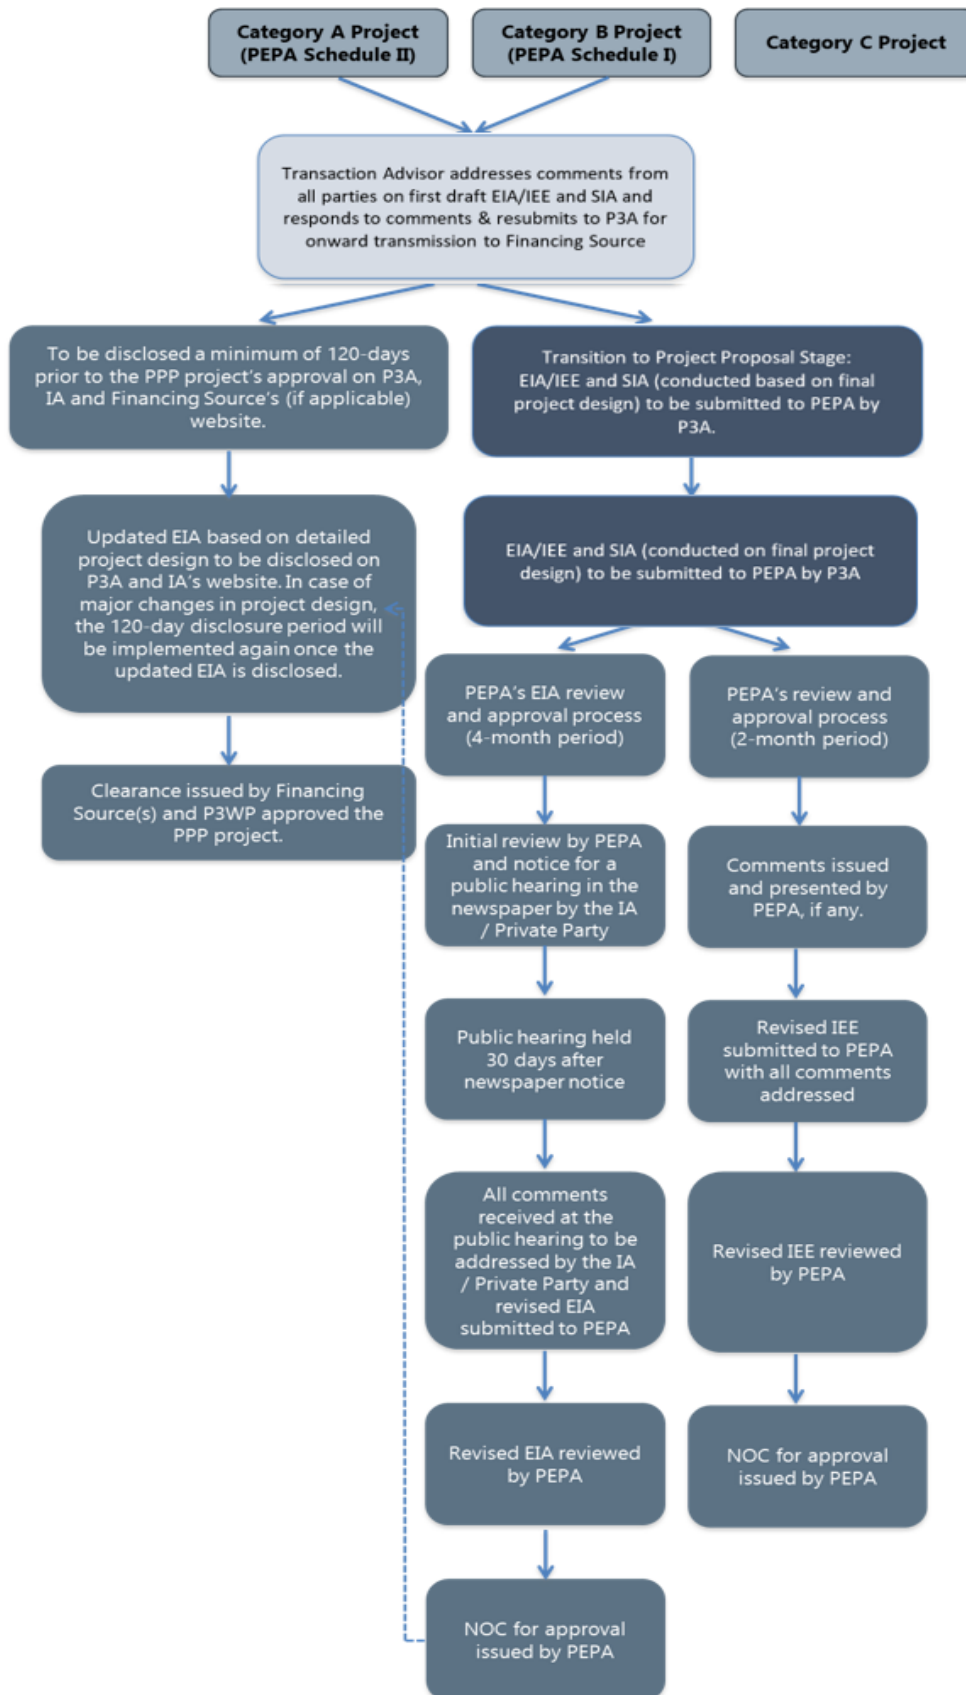 Category A Project
(PEPA Schedule II)
Category B Project
(PEPA Schedule I)
Category C Project
Transaction Advisor addresses comments from
all parties on first draft EIA/IEE and SIA and
responds to comments & resubmits to P3A for
onward transmission to Financing Source
To be disclosed a minimum of 120-days
prior to the PPP project's approval on P3A,
IA and Financing Source's (if applicable)
website.
Transition to Project Proposal Stage:
EIA/IEE and SIA (conducted based on final
project design) to be submitted to PEPA by
P3A.
Updated EIA based on detailed
project design to be disclosed on
P3A and IA's website. In case of
major changes in project design,
the 120-day disclosure period will
be implemented again once the
updated EIA is disclosed.
EIA/IEE and SIA (conducted on final project
design) to be submitted to PEPA by P3A
Clearance issued by Financing
Source(s) and P3WP approved the
PPP project.
PEPA's EIA review
and approval process
(4-month period)
PEPA's review and
approval process
(2-month period)
Initial review by PEPA
and notice for a
public hearing in the
newspaper by the IA
/ Private Party
Comments issued
and presented by
PEPA, if any.
Public hearing held
30 days after
newspaper notice
Revised IEE
submitted to PEPA
with all comments
addressed
All comments
received at the
public hearing to be
addressed by the IA
/ Private Party and
revised EIA
submitted to PEPA
Revised IEE reviewed
by PEPA
Revised EIA reviewed
by PEPA
NOC for approval
issued by PEPA
NOC for approval
issued by PEPA